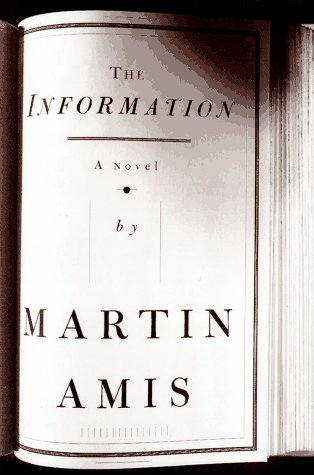 THE
INFORMATION
A NOVEL
by
MARTIN
AMIS